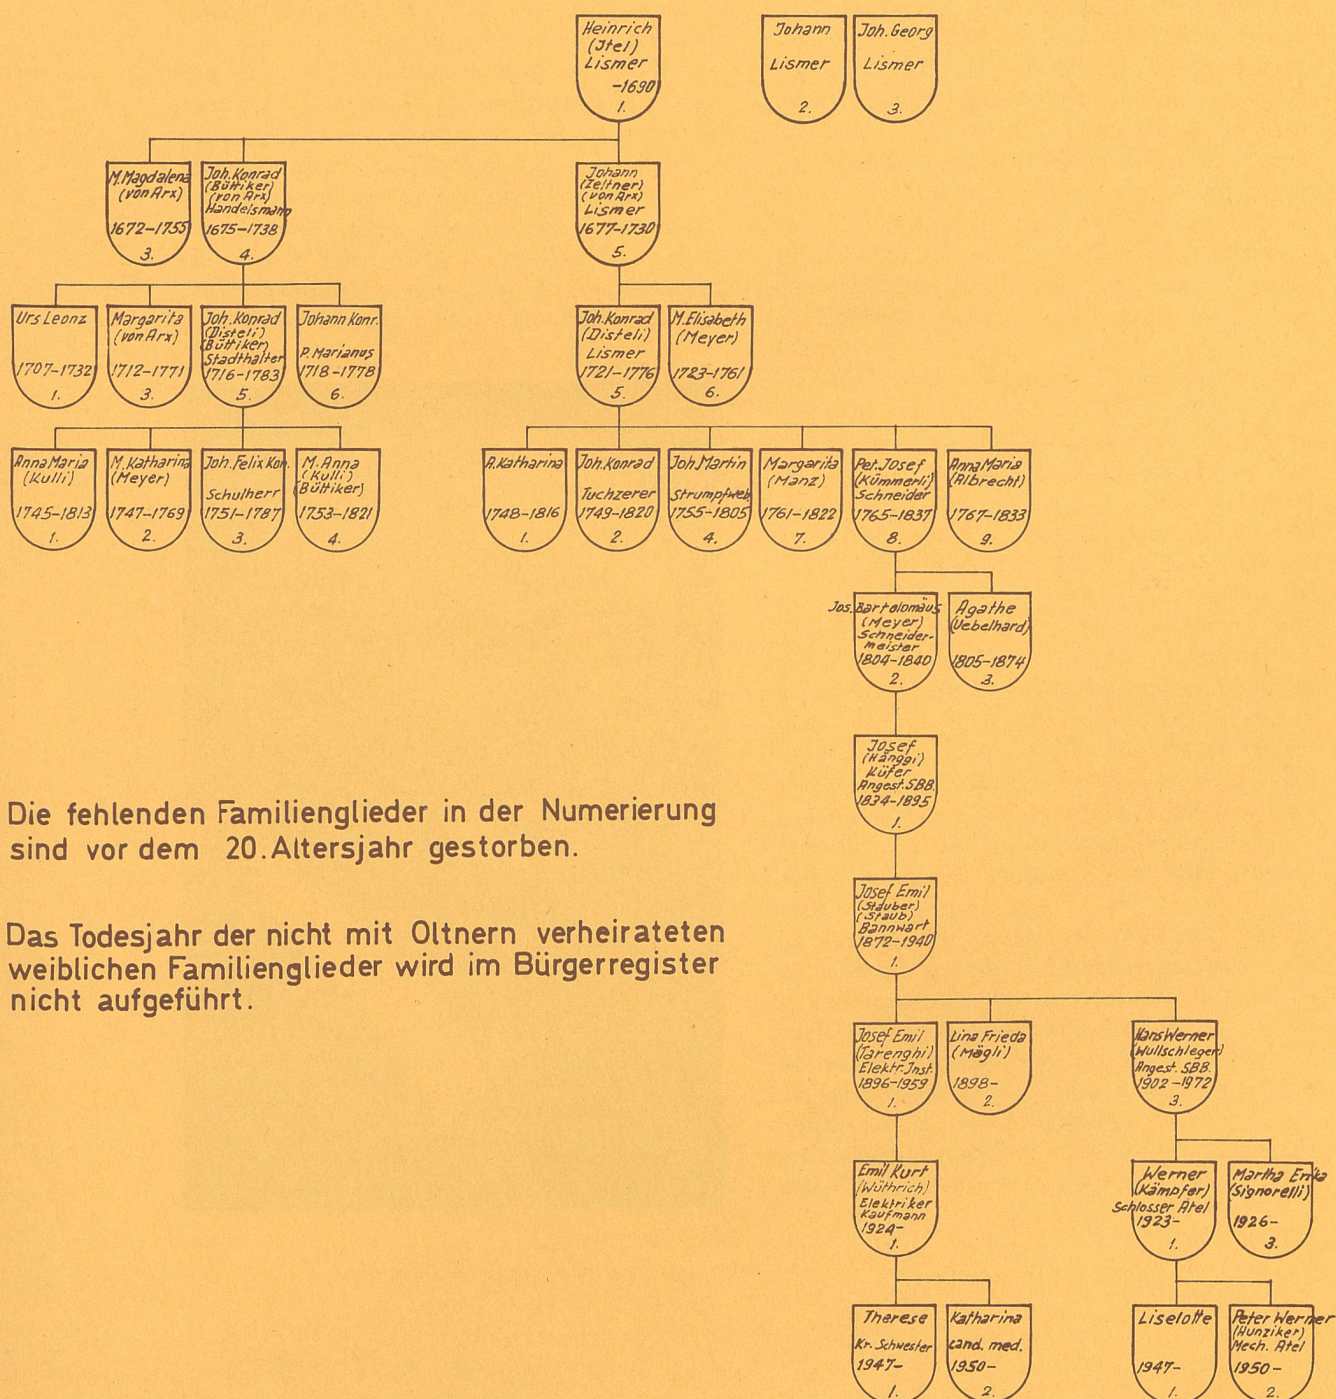 Heinrich
(Itel)
Lismer
-1690
1.
Johann
Lismer
2.
Joh. Georg
Lismer
3.
M. Magdalena
(von Arx)
1672-1755
3.
Joh. Konrad
(Büttiker)
(von Arx)
Handelsmann
1675-1738
4.
Johann
(Zeltner)
(von Arx)
Lismer
1677-1730
5.
Urs Leonz
1707-1732
1.
Margarita
(von Arx)
1712-1771
3.
Joh. Konrad
(Disteli)
(Büttiker)
Stadthalter
1716-1783
5.
Johann Konr.
P. Marianus
1718-1778
6.
Joh. Konrad
(Disteli)
Lismer
1721-1776
5.
M. Elisabeth
(Meyer)
1723-1761
6.
Anna Maria
(Kulli)
1745-1813
1.
M. Katharina
(Meyer)
1747-1769
2.
Joh. Felix Kon.
Schulherr
1751-1787
3.
M. Anna
(Kulli)
(Büttiker)
1753-1821
4.
A. Katharina
1748-1816
1.
Joh. Konrad
Tuchzerer
1749-1820
2.
Joh. Martin
Strumpfweb.
1755-1805
4.
Margarita
(Manz)
1761-1822
7.
Pet. Josef
(Kümmerli)
Schneider
1765-1837
8.
Anna Maria
(Albrecht)
1767-1833
9.
Jos. Bartolomäus
(Meyer)
Schneider-
meister
1804-1840
2.
Agathe
(Uebelhard)
1805-1874
3.
Josef
(Hänggi)
Küfer
Angest. SBB.
1834-1895
1.
Die fehlenden Familienglieder in der Numerierung
sind vor dem 20. Altersjahr gestorben.
Josef Emil
(Stauber)
(Staub)
Bannwart
1872-1940
1.
Das Todesjahr der nicht mit Oltnern verheirateten
weiblichen Familienglieder wird im Bürgerregister
nicht aufgeführt.
Josef Emil
(Tarenghi)
Elektr. Inst.
1896-1959
1.
Lina Frieda
(Mägli)
1898-
2.
Hans Werner
(Wullschleger)
Angest. SBB.
1902-1972
3.
Emil Kurt
(Wüthrich)
Elektriker
Kaufmann
1924-
1.
Werner
(Kämpfer)
Schlosser Atel
1923-
1.
Martha Erika
(Signorelli)
1926-
3.
Therese
Kr. Schwester
1947-
1.
Katharina
cand. med.
1950-
2.
Liselotte
1947-
1.
Peter Werner
(Hunziker)
Mech. Atel
1950-
2.